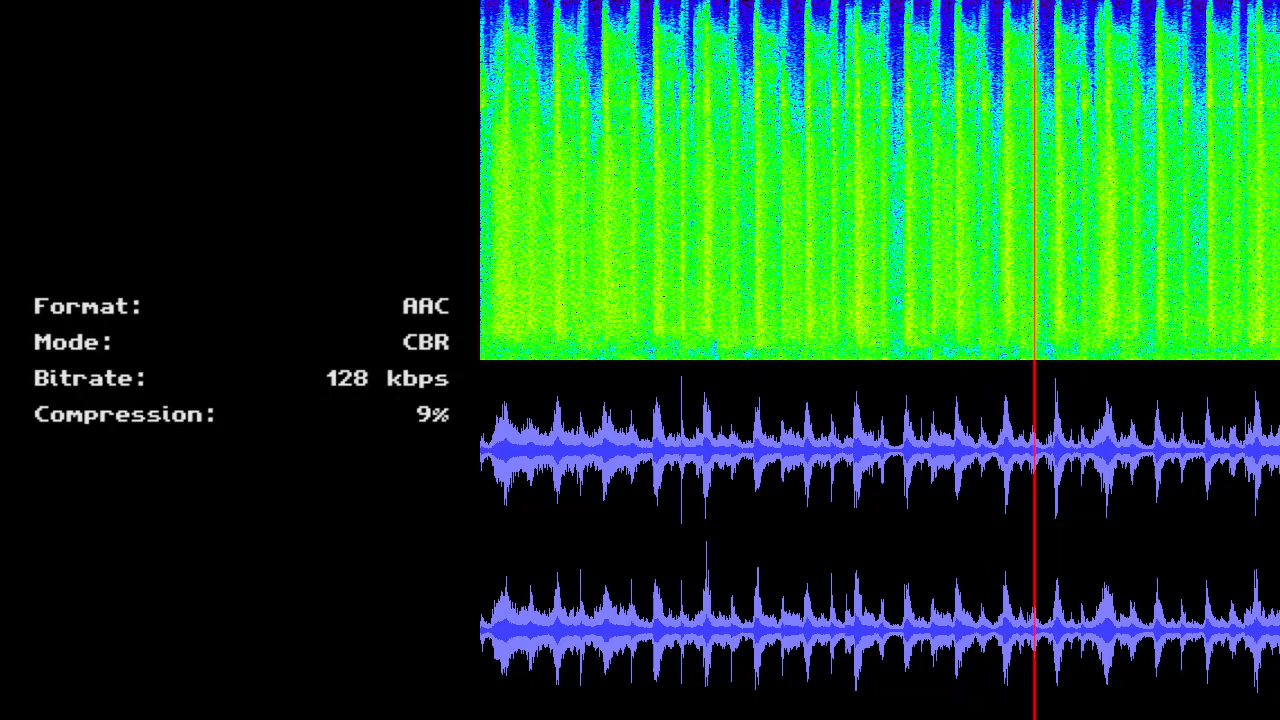 Format: AAC
Mode: CBR
Bitrate: 128 kbps
Compression: 9%